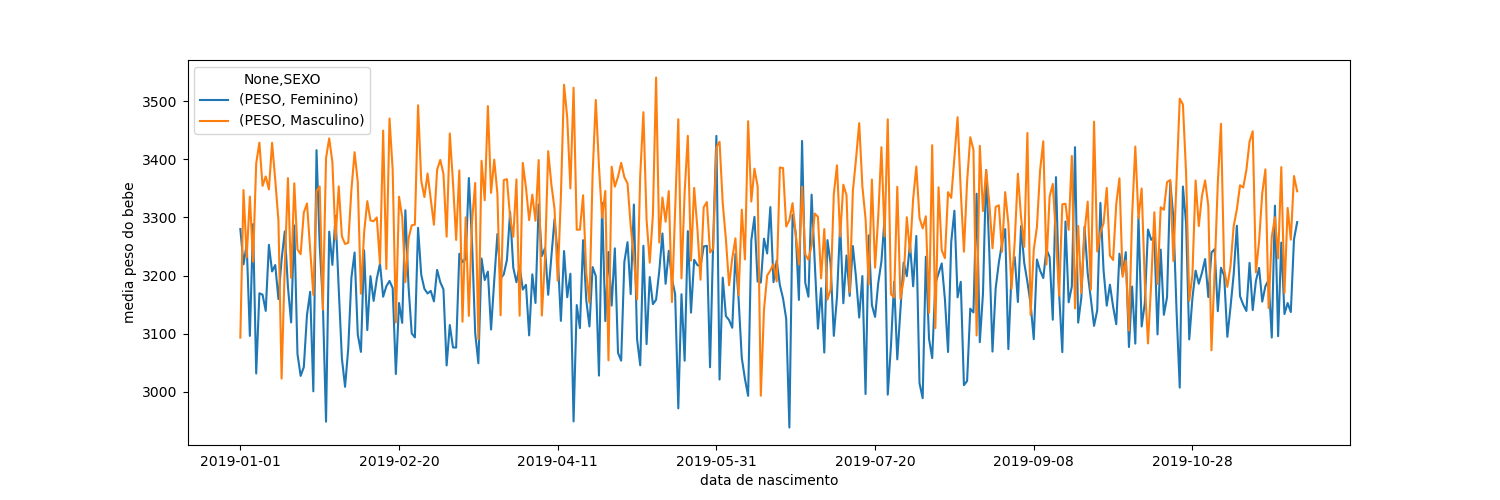 None,SEXO
(PESO, Feminino)
(PESO, Masculino)
media peso do bebe
3500
3400
3300
3200
3100
3000
2019-01-01 2019-02-20 2019-04-11 2019-05-31 2019-07-20 2019-09-08 2019-10-28
data de nascimento